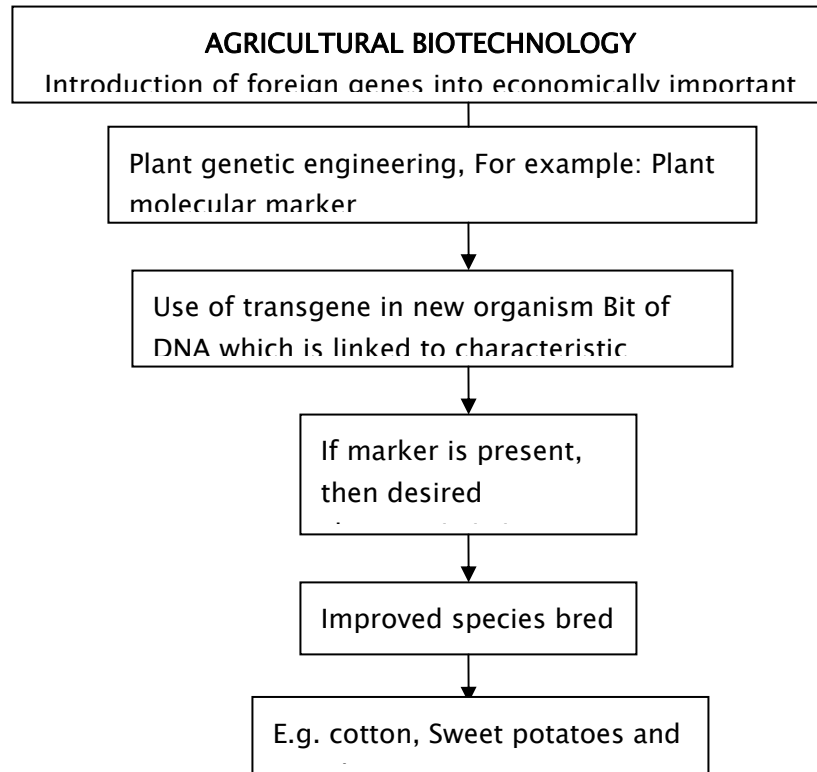 AGRICULTURAL BIOTECHNOLOGY
Introduction of foreign genes into economically important
Plant genetic engineering, For example: Plant
molecular marker
Use of transgene in new organism Bit of
DNA which is linked to characteristic
If marker is present,
then desired
Improved species bred
E.g. cotton, Sweet potatoes and